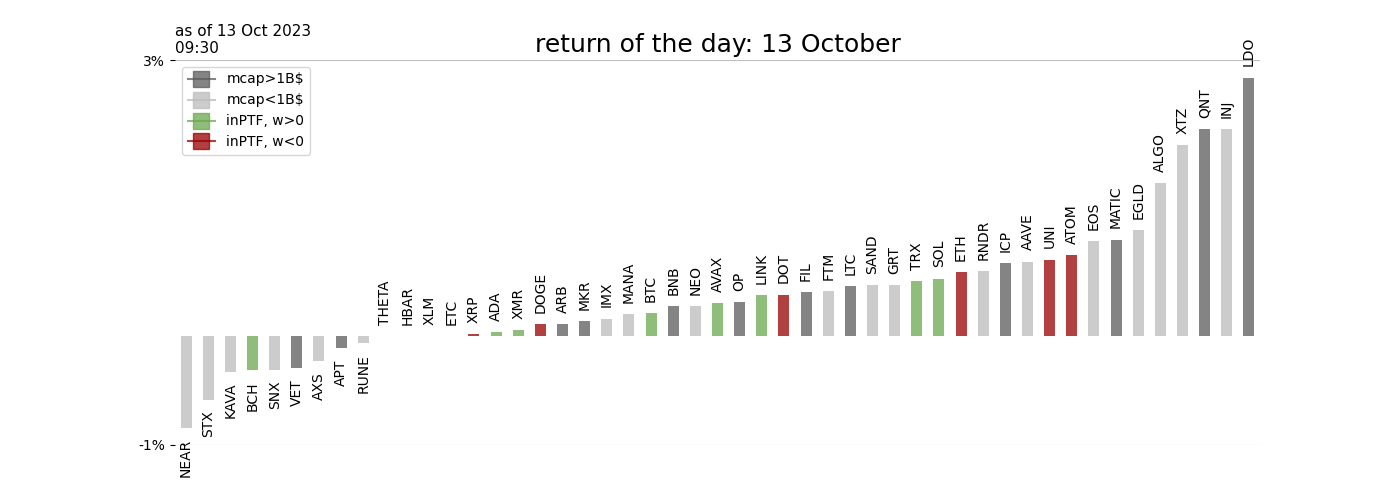 as of 13 Oct 2023
09:30
return of the day: 13 October
3%
mcap>1B$
mcap<1B$
inPTF, w>0
inPTF, w<0
-1%
NEAR
STX
KAVA
BCH
SNX
VET
AXS
APT
RUNE
THETA
HBAR
XLM
ETC
XRP
ADA
XMR
DOGE
ARB
MKR
IMX
MANA
BTC
BNB
NEO
AVAX
OP
LINK
DOT
FIL
FTM
LTC
SAND
GRT
TRX
SOL
ETH
RNDR
ICP
AAVE
UNI
ATOM
EOS
MATIC
EGLD
ALGO
XTZ
QNT
INJ
LDO